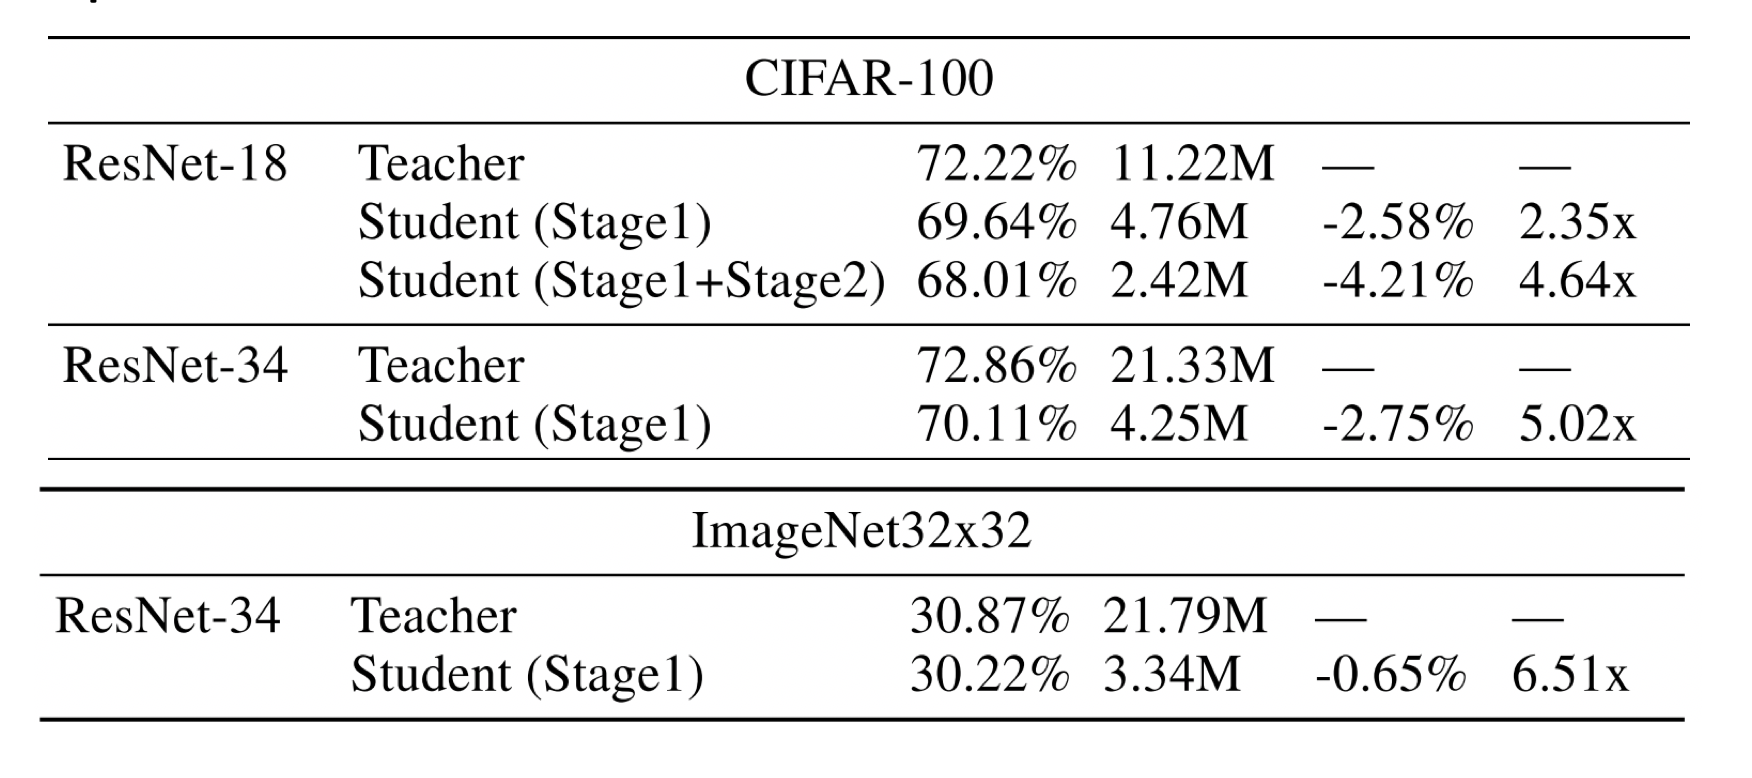 CIFAR-100
ResNet-18 Teacher 72.22% 11.22M — —
Student (Stage1) 69.64% 4.76M -2.58% 2.35x
Student (Stage1+Stage2) 68.01% 2.42M -4.21% 4.64x
ResNet-34 Teacher 72.86% 21.33M — —
Student (Stage1) 70.11% 4.25M -2.75% 5.02x
ImageNet32x32
ResNet-34 Teacher 30.87% 21.79M — —
Student (Stage1) 30.22% 3.34M -0.65% 6.51x